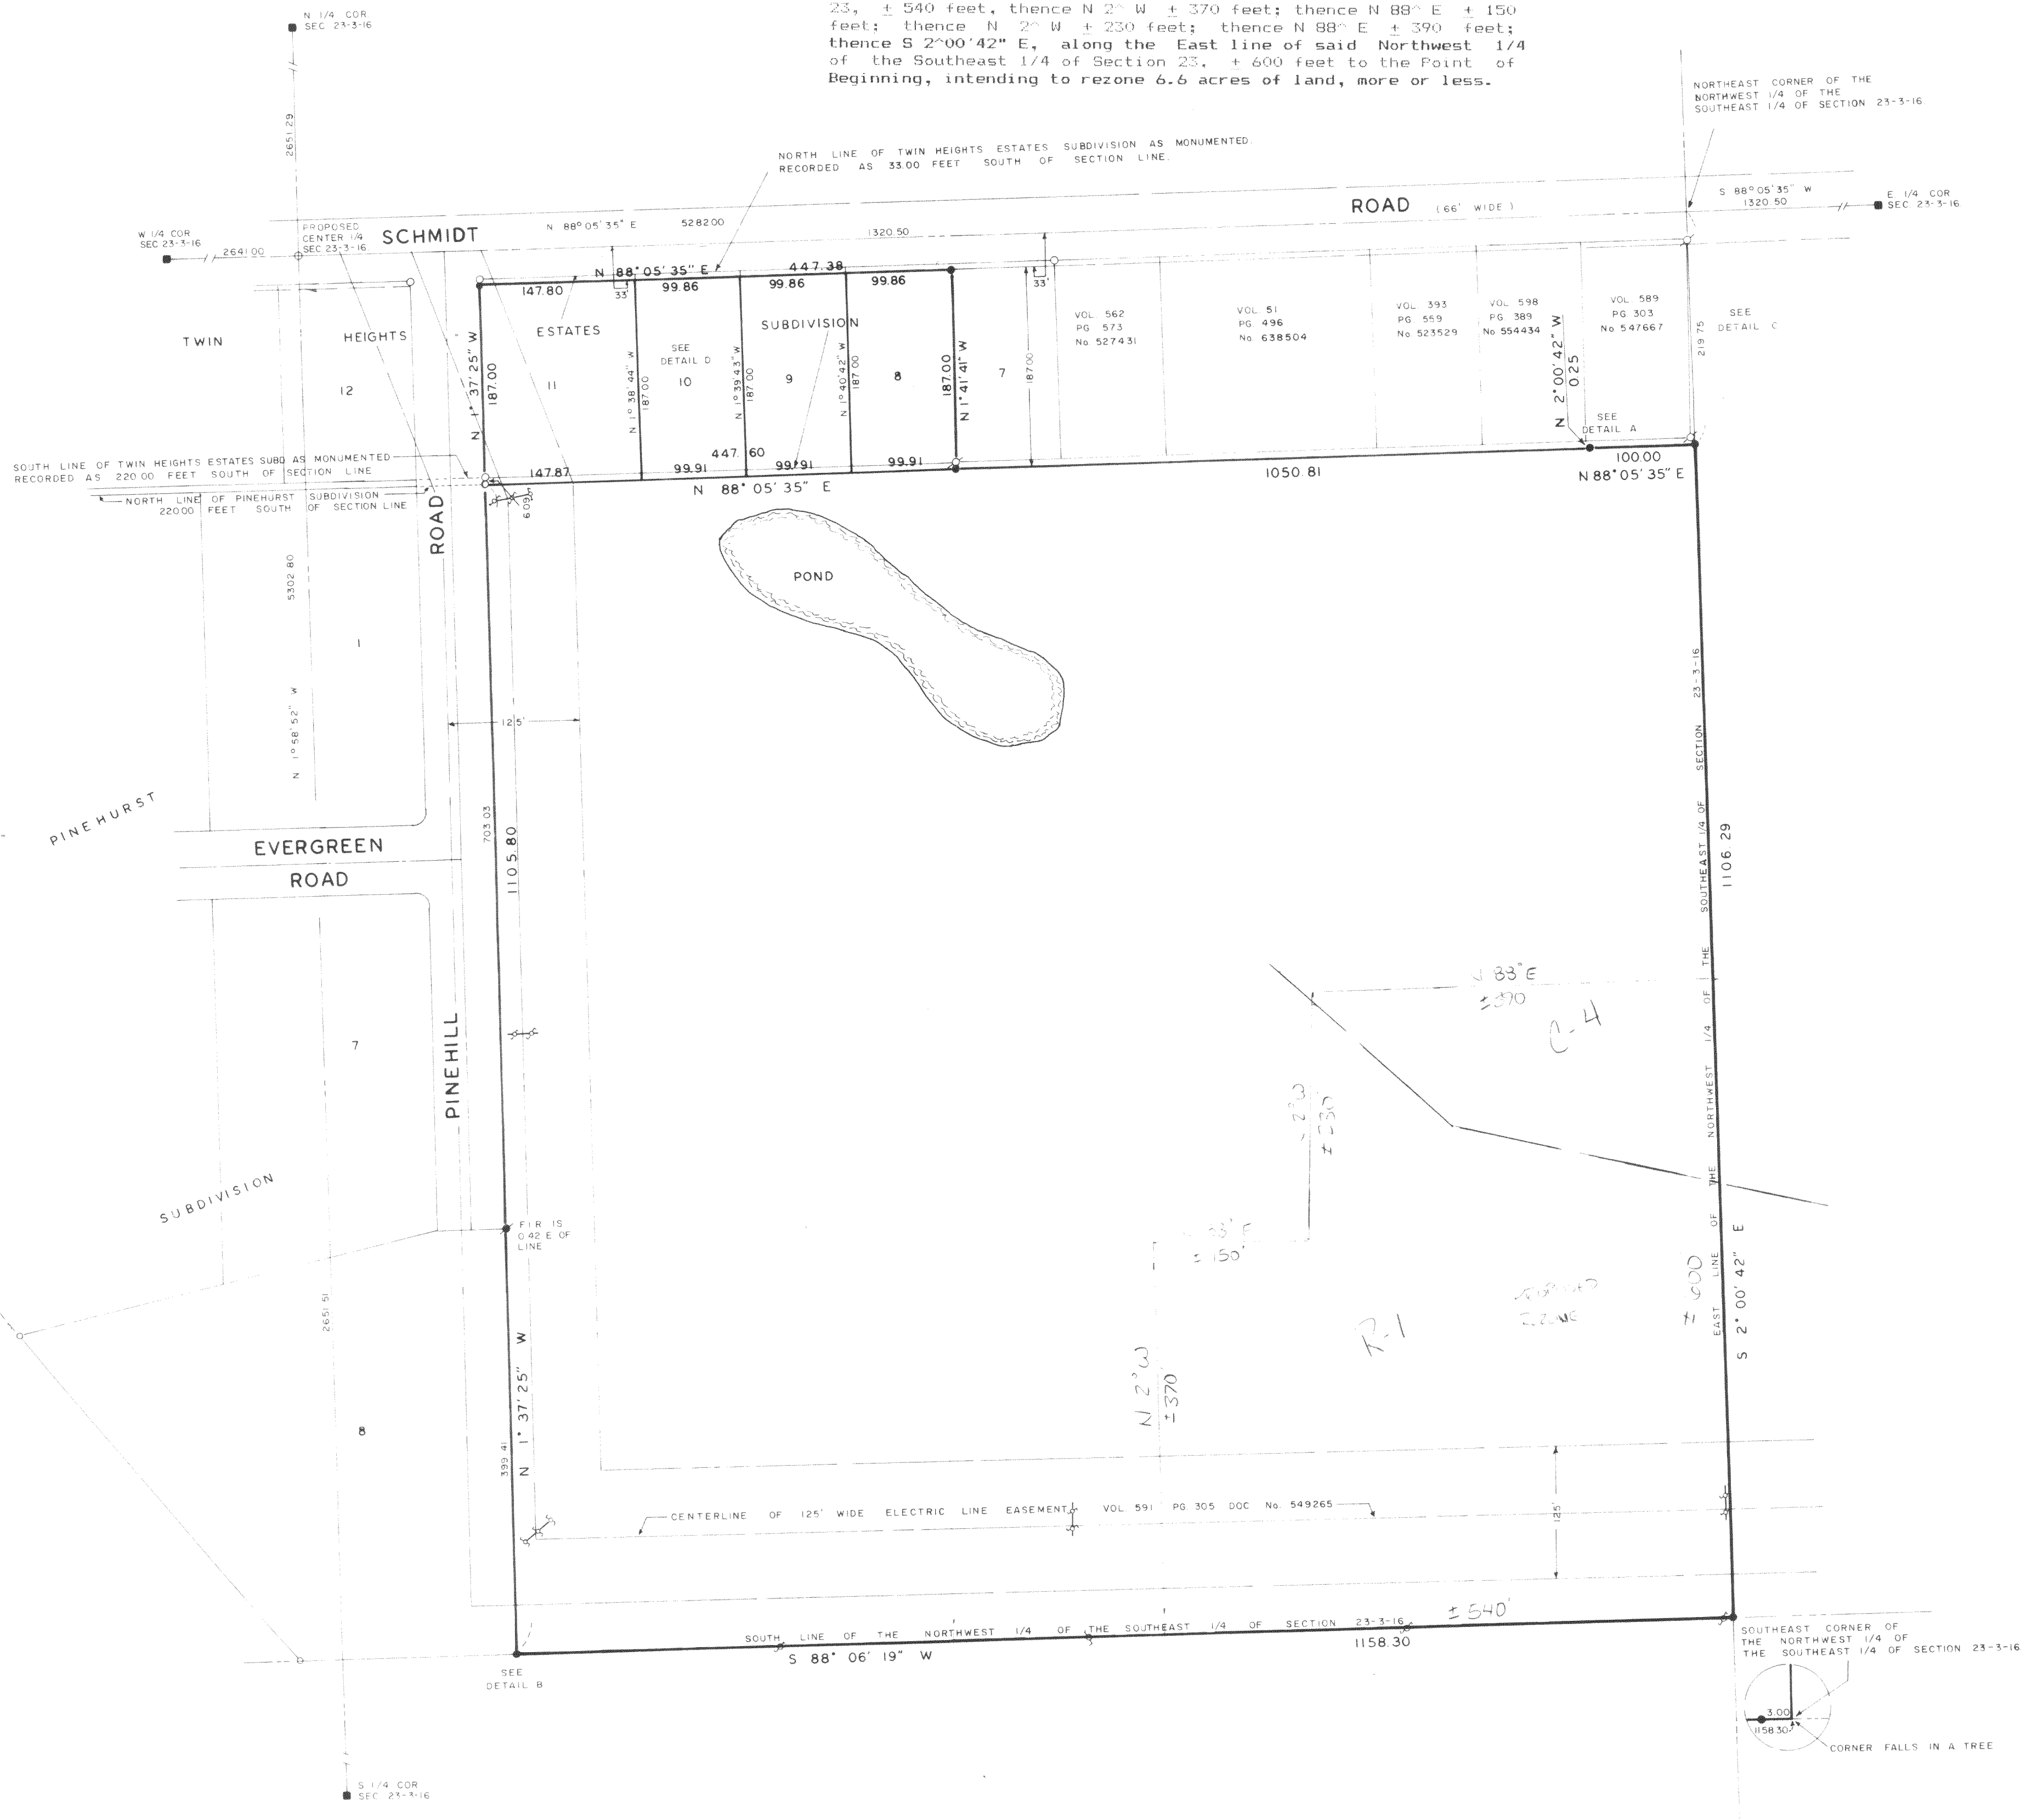 23, ± 540 feet, thence N 2^ W ± 370 feet; thence N 88^ E ± 150
feet; thence N 2^ W ± 230 feet; thence N 88^ E ± 390 feet;
thence S 2^00'42" E, along the East line of said Northwest 1/4
of the Southeast 1/4 of Section 23, ± 600 feet to the Point of
Beginning, intending to rezone 6.6 acres of land, more or less.
N 1/4 COR
SEC 23-3-16
2651.29
NORTHEAST CORNER OF THE
NORTHWEST 1/4 OF THE
SOUTHEAST 1/4 OF SECTION 23-3-16
NORTH LINE OF TWIN HEIGHTS ESTATES SUBDIVISION AS MONUMENTED.
RECORDED AS 33.00 FEET SOUTH OF SECTION LINE.
S 88°05'35" W
1320.50
E 1/4 COR
SEC 23-3-16
ROAD (66' WIDE)
W 1/4 COR
SEC 23-3-16
2641.00
PROPOSED
CENTER 1/4
SEC 23-3-16
SCHMIDT
N 88°05'35" E 5282.00
1320.50
N 88°05'35" E 447.38
147.80
33'
99.86
99.86
99.86
33'
TWIN
HEIGHTS
ESTATES
SUBDIVISION
12
11
SEE
DETAIL D
10
9
8
7
N 1°37'25" W
187.00
N 1°38'44" W
187.00
N 1°39'43" W
187.00
N 1°40'42" W
187.00
187.00
N 1°41'41" W
187.00
VOL. 562
PG 573
No. 527431
VOL. 51
PG. 496
No. 638504
VOL. 393
PG. 559
No. 523529
VOL. 598
PG. 389
No. 554434
VOL. 589
PG 303
No 547667
SEE
DETAIL C
219.75
N 2°00'42" W
0.25
SEE
DETAIL A
100.00
N 88°05'35" E
1050.81
447.60
147.87
99.91
99.91
99.91
N 88°05'35" E
6.09
SOUTH LINE OF TWIN HEIGHTS ESTATES SUBD AS MONUMENTED
RECORDED AS 220.00 FEET SOUTH OF SECTION LINE
NORTH LINE OF PINEHURST SUBDIVISION
220.00 FEET SOUTH OF SECTION LINE
ROAD
POND
5302.80
N 1°58'52" W
1
125'
703.03
1105.80
PINEHURST
EVERGREEN
ROAD
EAST LINE OF THE NORTHWEST 1/4 OF THE SOUTHEAST 1/4 OF SECTION 23-3-16
1106.29
N 88°E
±390
C-4
7
PINEHILL
±230
SUBDIVISION
F I R IS
0.42 E OF
LINE
±150'
2651.51
R-1
±600
S 2°00'42" E
N 2°W
±370
8
399.41
N 1°37'25" W
CENTERLINE OF 125' WIDE ELECTRIC LINE EASEMENT VOL 591 PG 305 DOC No. 549265
125'
±540'
SOUTH LINE OF THE NORTHWEST 1/4 OF THE SOUTHEAST 1/4 OF SECTION 23-3-16
S 88°06'19" W
1158.30
SEE
DETAIL B
SOUTHEAST CORNER OF
THE NORTHWEST 1/4 OF
THE SOUTHEAST 1/4 OF SECTION 23-3-16
3.00
1158.30
CORNER FALLS IN A TREE
S 1/4 COR
SEC 23-3-16